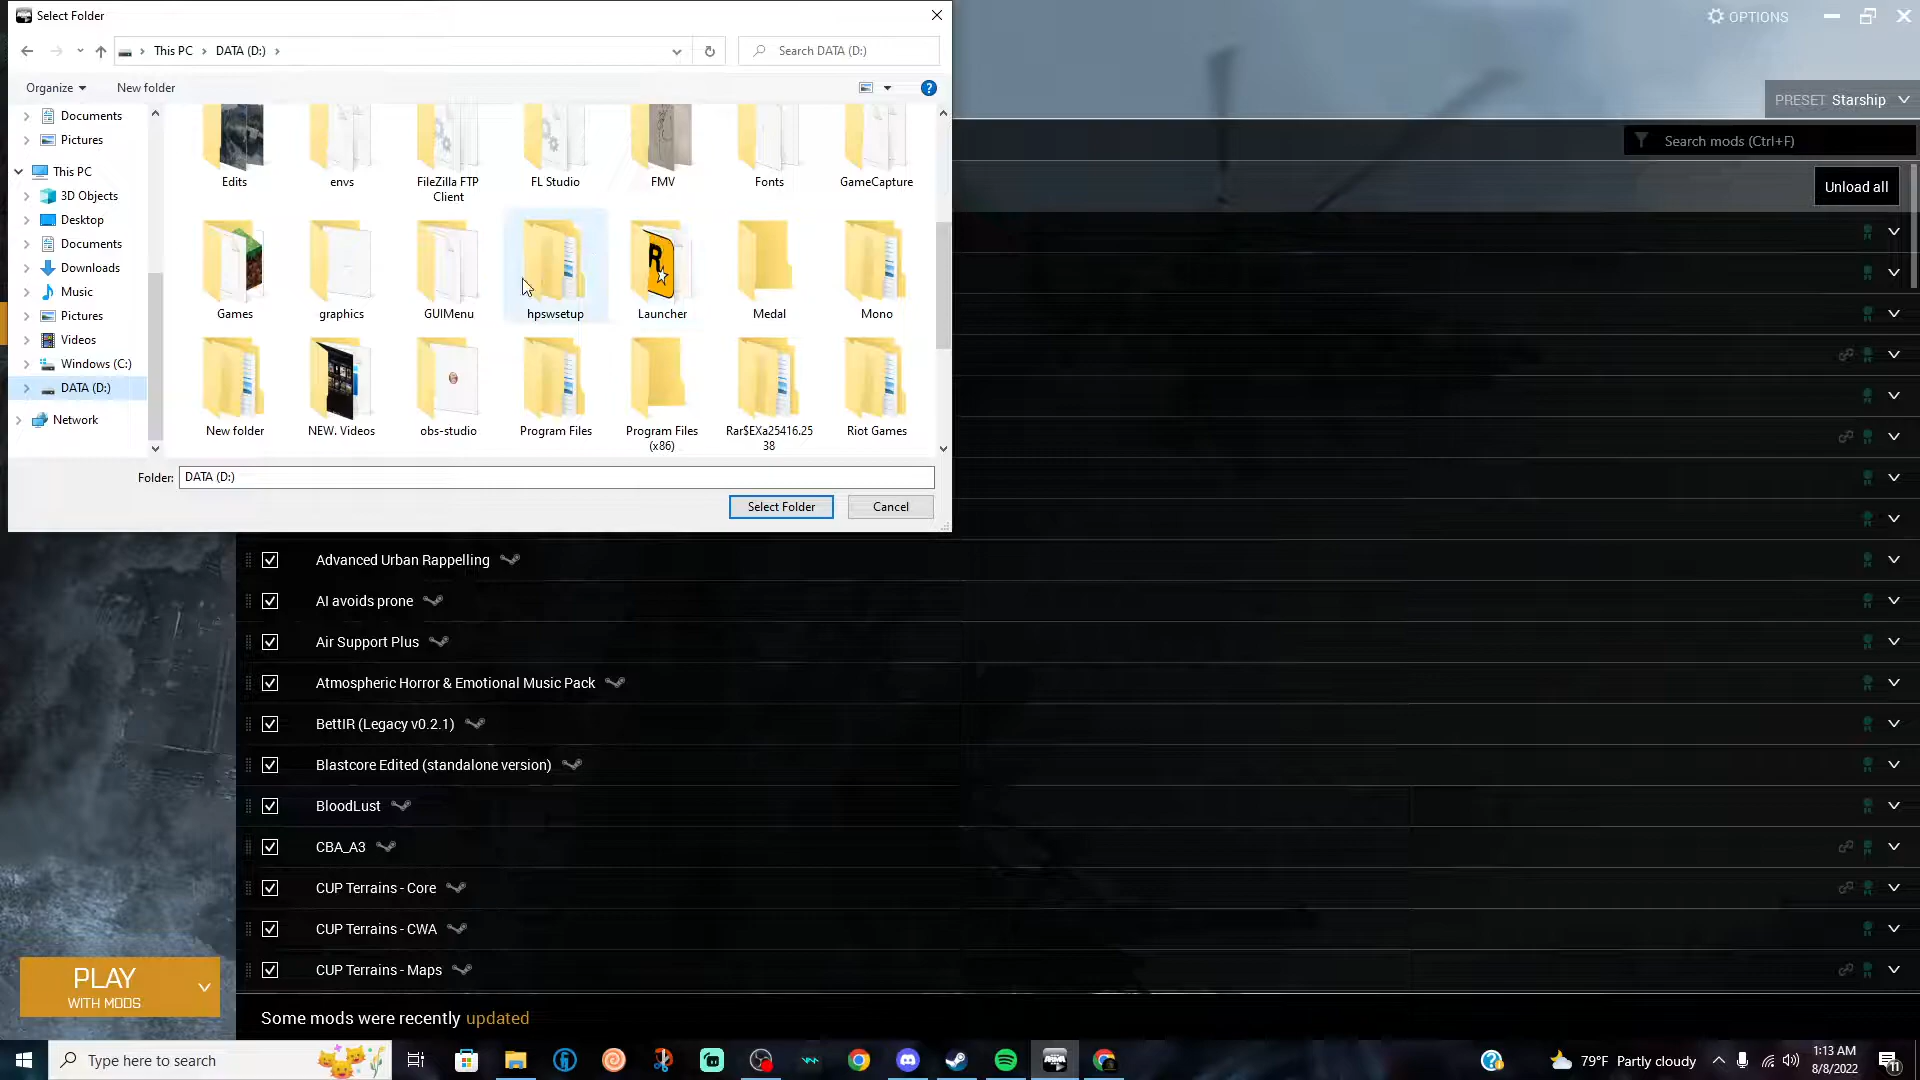 Select Folder
OPTIONS
This PC
DATA (D:)
Search DATA (D:)
Organize
New folder
PRESET Starship
Search mods (Ctrl+F)
Unload all
Documents
Pictures
This PC
3D Objects
Desktop
Documents
Downloads
Music
Pictures
Videos
Windows (C:)
DATA (D:)
Network
Edits
envs
FileZilla FTP
Client
FL Studio
FMV
Fonts
GameCapture
Games
graphics
GUIMenu
hpswsetup
Launcher
Medal
Mono
New folder
NEW. Videos
obs-studio
Program Files
Program Files
(x86)
Rar$EXa25416.25
38
Riot Games
Folder: DATA (D:)
Select Folder
Cancel
Advanced Urban Rappelling
AI avoids prone
Air Support Plus
Atmospheric Horror & Emotional Music Pack
BettIR (Legacy v0.2.1)
Blastcore Edited (standalone version)
BloodLust
CBA_A3
CUP Terrains - Core
CUP Terrains - CWA
CUP Terrains - Maps
PLAY
WITH MODS
Some mods were recently updated
Type here to search
79°F Partly cloudy
1:13 AM
8/8/2022
11